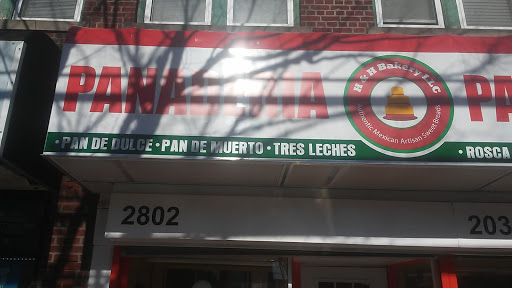 PANADERIA
H & H Bakery LLC
Authentic Mexican Artisan Sweet Breads
PA
• PAN DE DULCE • PAN DE MUERTO • TRES LECHES
• ROSCA
2802
203